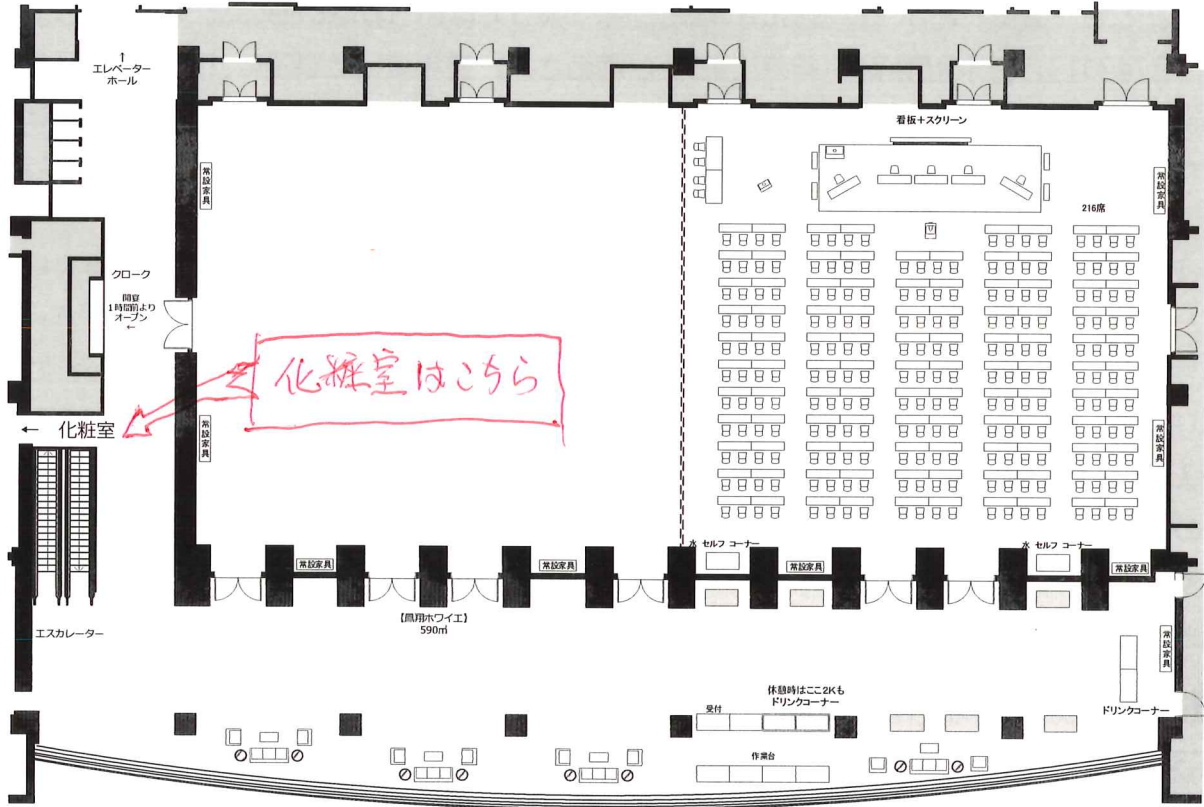 ↑
エレベーター
ホール
看板+スクリーン
常設家具
常設家具
216席
クローク
開宴
1時間前より
オープン
←
化粧室はこちら
← 化粧室
常設家具
常設家具
水 セルフ コーナー
水 セルフ コーナー
常設家具
常設家具
常設家具
常設家具
【鳳翔ホワイエ】
590㎡
エスカレーター
常設家具
休憩時はここ2Kも
ドリンクコーナー
受付
ドリンクコーナー
作業台